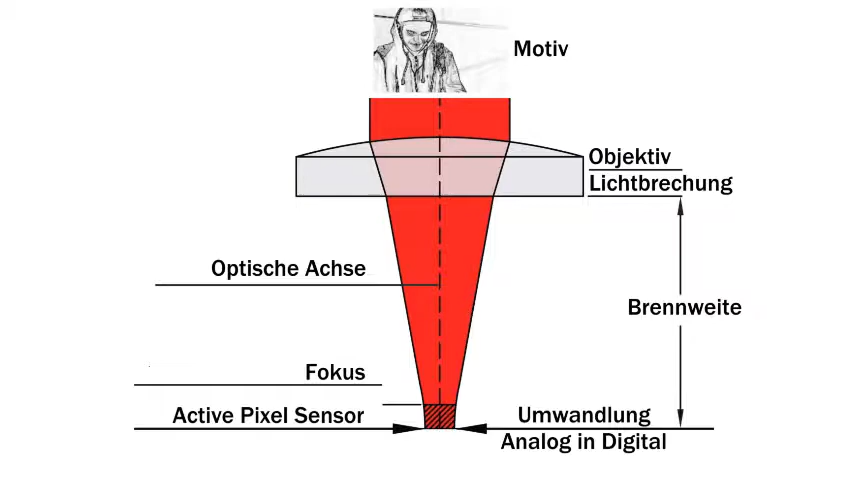 Motiv
Objektiv
Lichtbrechung
Optische Achse
Brennweite
Fokus
Active Pixel Sensor
Umwandlung
Analog in Digital